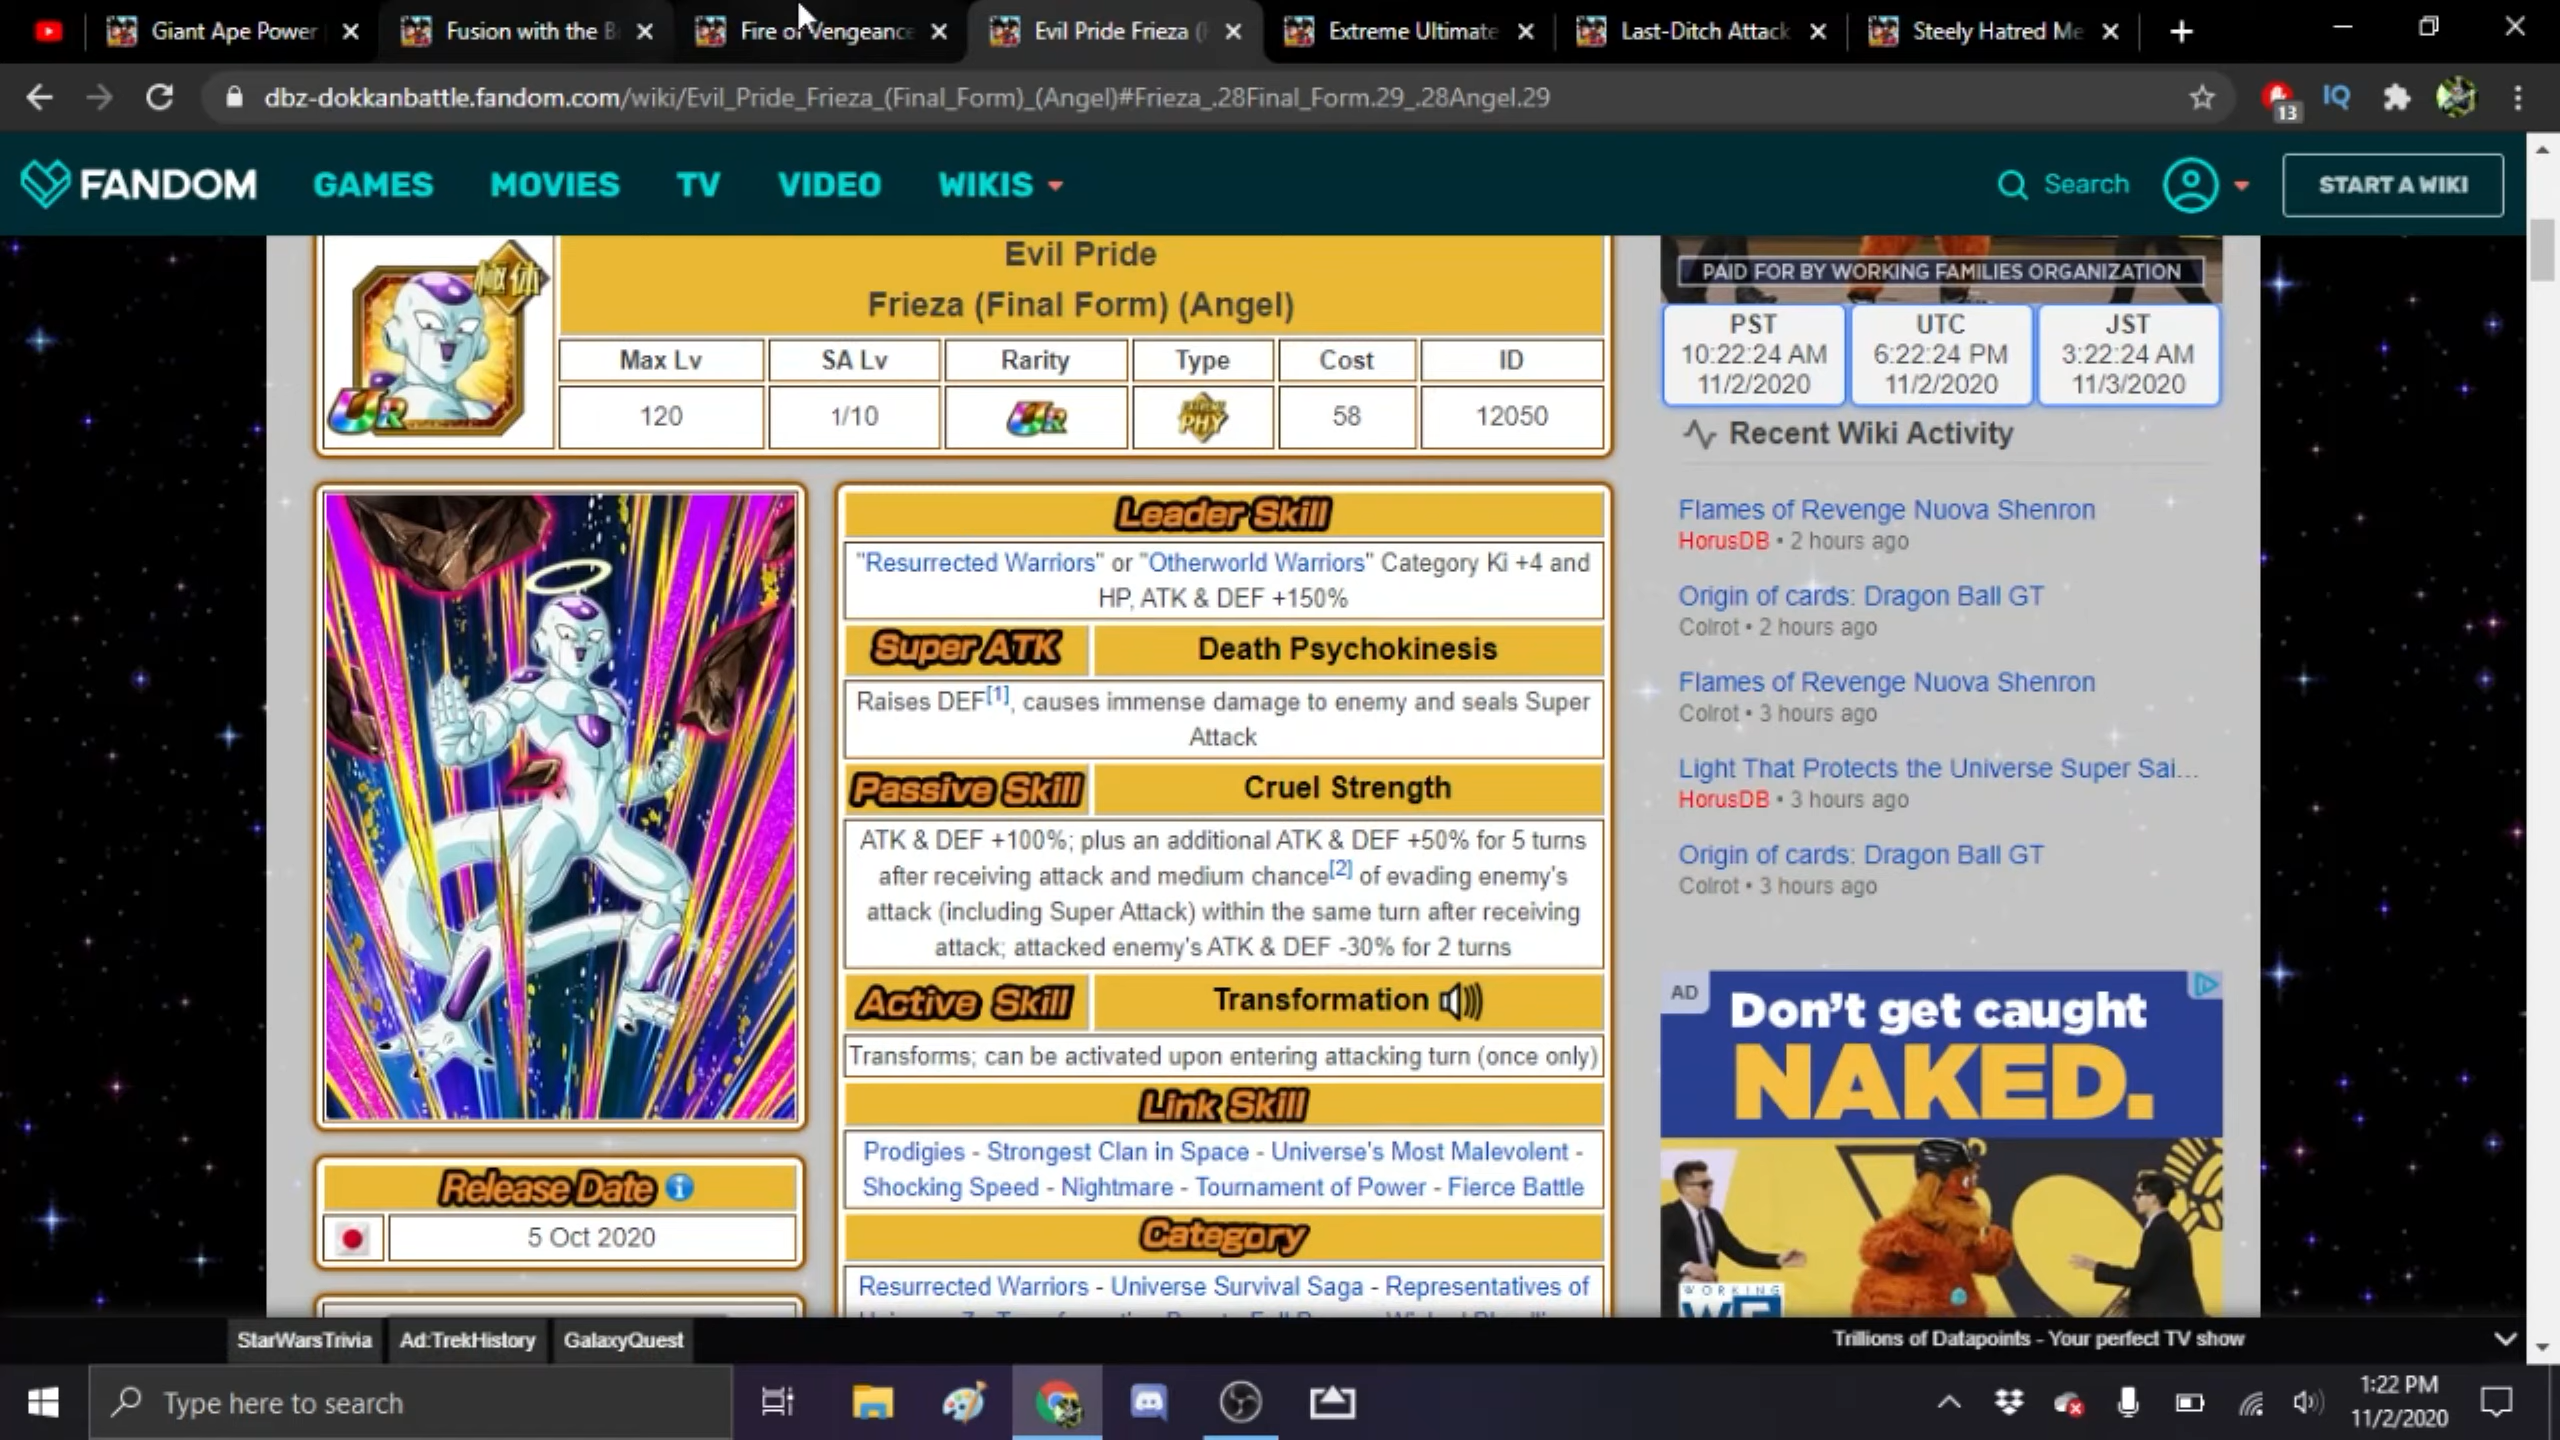 Giant Ape Power
Fusion with the B
Fire of Vengeance
Evil Pride Frieza (
Extreme Ultimate
Last-Ditch Attack
Steely Hatred Me
dbz-dokkanbattle.fandom.com/wiki/Evil_Pride_Frieza_(Final_Form)_(Angel)#Frieza_.28Final_Form.29_.28Angel.29
13
IQ
FANDOM
GAMES
MOVIES
TV
VIDEO
WIKIS
Search
START A WIKI
Evil Pride
Frieza (Final Form) (Angel)
Max Lv
SA Lv
Rarity
Type
Cost
ID
極体
UR
120
1/10
UR
EXTREME
PHY
58
12050
Leader Skill
"Resurrected Warriors" or "Otherworld Warriors" Category Ki +4 and
HP, ATK & DEF +150%
Super ATK
Death Psychokinesis
Raises DEF[1], causes immense damage to enemy and seals Super
Attack
Passive Skill
Cruel Strength
ATK & DEF +100%; plus an additional ATK & DEF +50% for 5 turns
after receiving attack and medium chance[2] of evading enemy's
attack (including Super Attack) within the same turn after receiving
attack; attacked enemy's ATK & DEF -30% for 2 turns
Active Skill
Transformation
Transforms; can be activated upon entering attacking turn (once only)
Link Skill
Prodigies - Strongest Clan in Space - Universe's Most Malevolent -
Shocking Speed - Nightmare - Tournament of Power - Fierce Battle
Category
Resurrected Warriors - Universe Survival Saga - Representatives of
Release Date
5 Oct 2020
PAID FOR BY WORKING FAMILIES ORGANIZATION
PST
10:22:24 AM
11/2/2020
UTC
6:22:24 PM
11/2/2020
JST
3:22:24 AM
11/3/2020
Recent Wiki Activity
Flames of Revenge Nuova Shenron
HorusDB • 2 hours ago
Origin of cards: Dragon Ball GT
Colrot • 2 hours ago
Flames of Revenge Nuova Shenron
Colrot • 3 hours ago
Light That Protects the Universe Super Sai...
HorusDB • 3 hours ago
Origin of cards: Dragon Ball GT
Colrot • 3 hours ago
AD
Don't get caught
NAKED.
WORKING
StarWarsTrivia
Ad:TrekHistory
GalaxyQuest
Trillions of Datapoints - Your perfect TV show
Type here to search
1:22 PM
11/2/2020